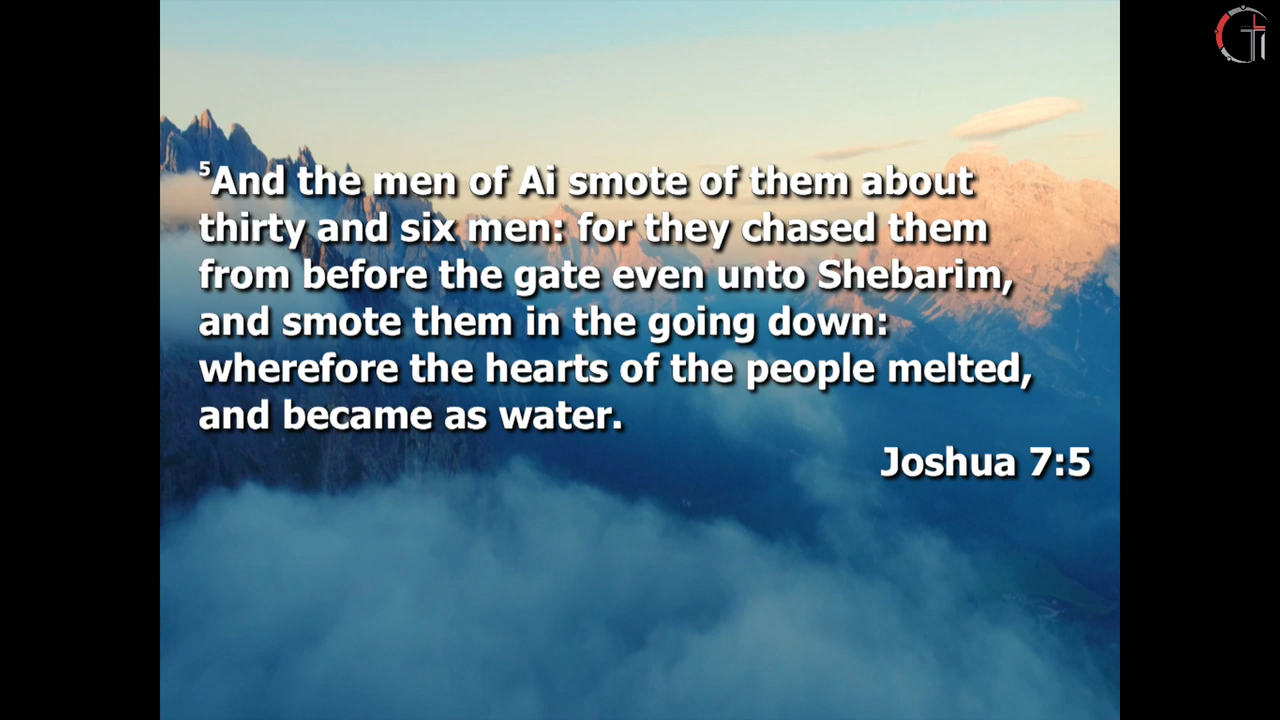 ⁵And the men of Ai smote of them about
thirty and six men: for they chased them
from before the gate even unto Shebarim,
and smote them in the going down:
wherefore the hearts of the people melted,
and became as water.
Joshua 7:5